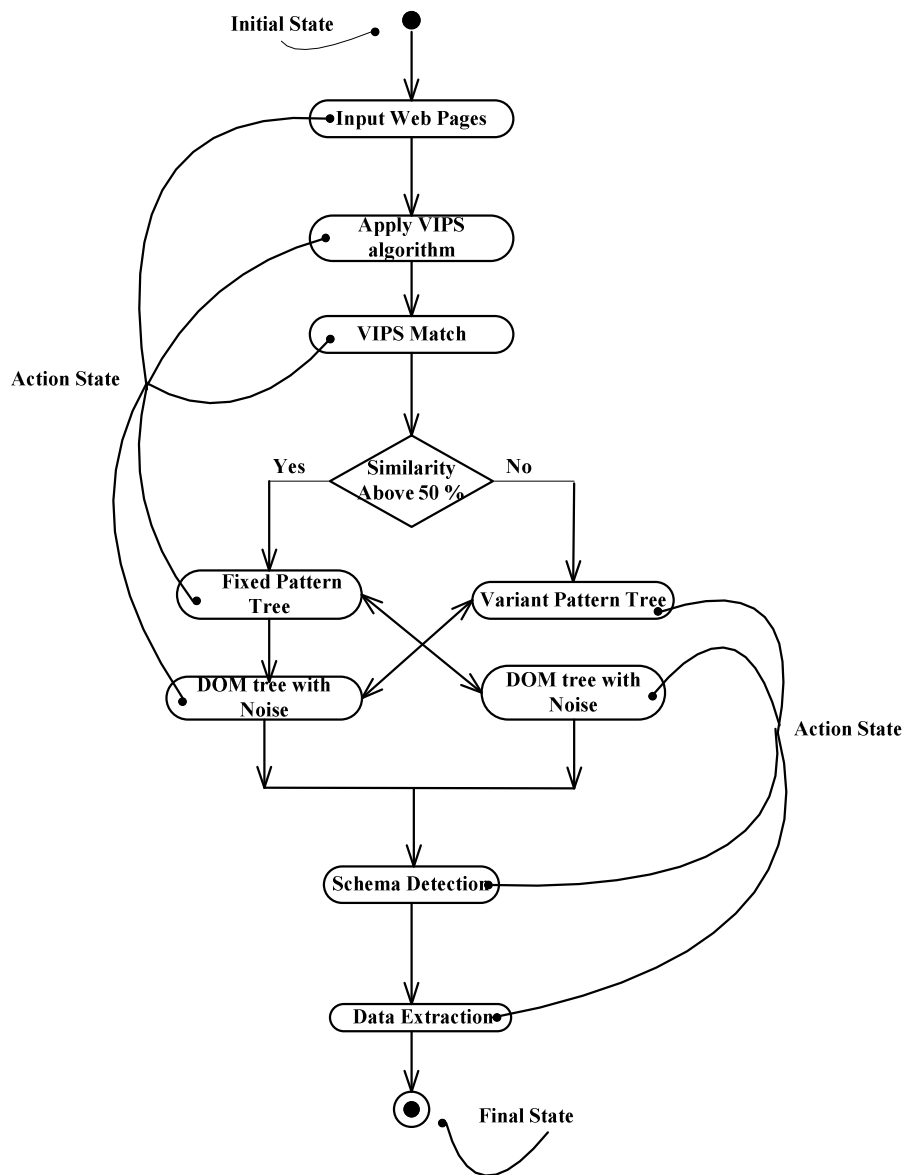 Initial State
Input Web Pages
Apply VIPS
algorithm
VIPS Match
Action State
Yes
Similarity
Above 50 %
No
Fixed Pattern
Tree
Variant Pattern Tree
DOM tree with
Noise
DOM tree with
Noise
Action State
Schema Detection
Data Extraction
Final State